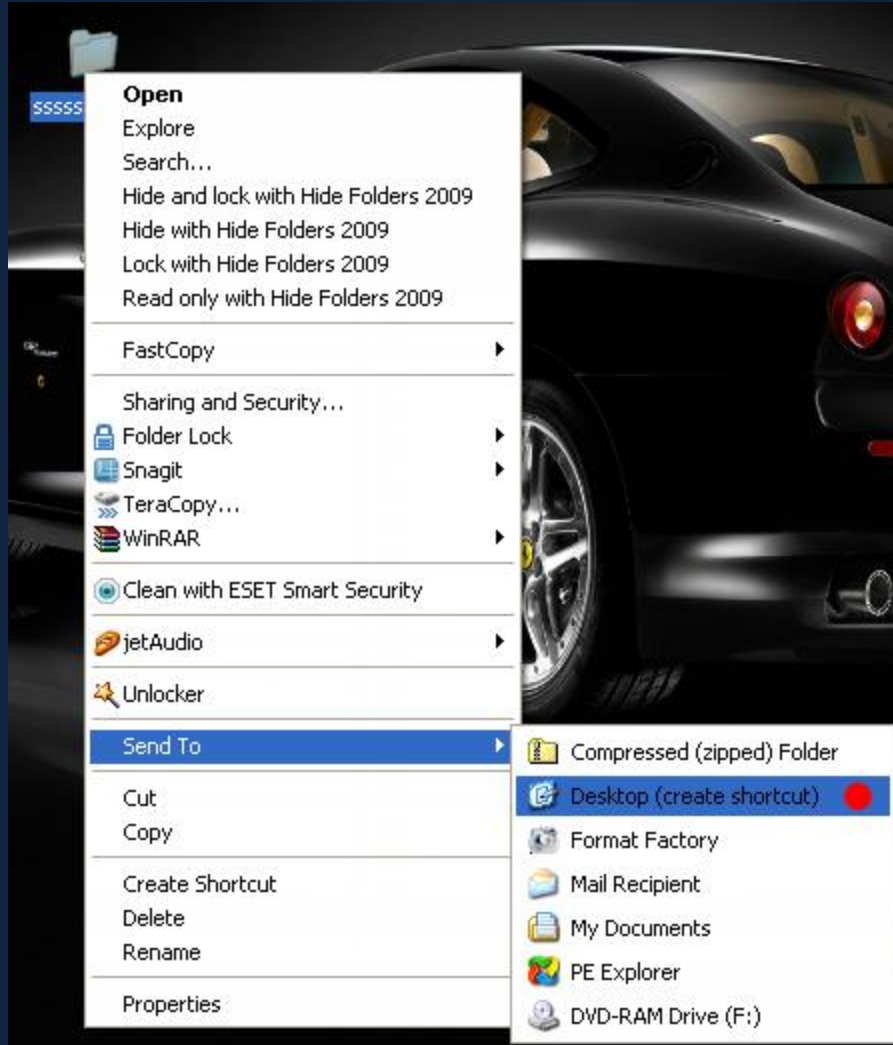 sssss
Open
Explore
Search...
Hide and lock with Hide Folders 2009
Hide with Hide Folders 2009
Lock with Hide Folders 2009
Read only with Hide Folders 2009
FastCopy
Sharing and Security...
Folder Lock
Snagit
TeraCopy...
WinRAR
Clean with ESET Smart Security
jetAudio
Unlocker
Send To
Cut
Copy
Create Shortcut
Delete
Rename
Properties
Compressed (zipped) Folder
Desktop (create shortcut)
Format Factory
Mail Recipient
My Documents
PE Explorer
DVD-RAM Drive (F:)